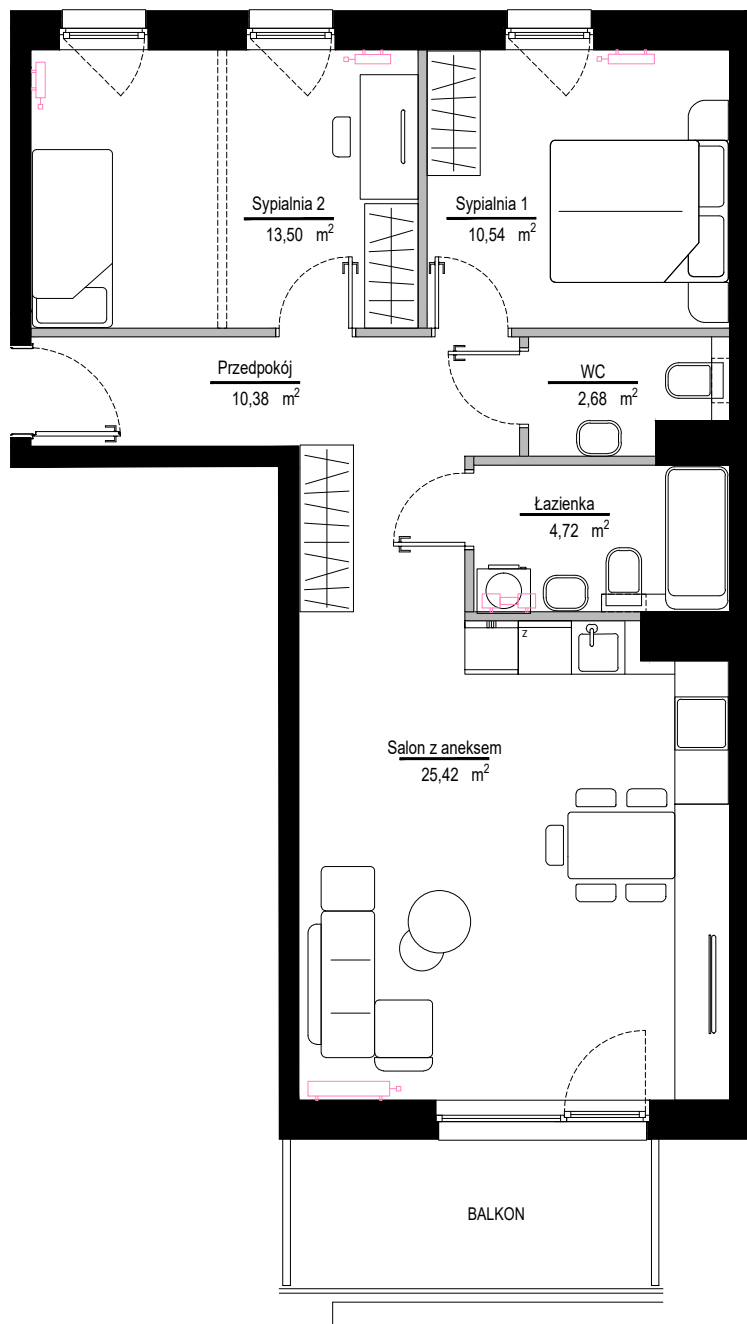 Sypialnia 2
13,50 m²
Sypialnia 1
10,54 m²
Przedpokój
10,38 m²
WC
2,68 m²
Łazienka
4,72 m²
z
Salon z aneksem
25,42 m²
BALKON